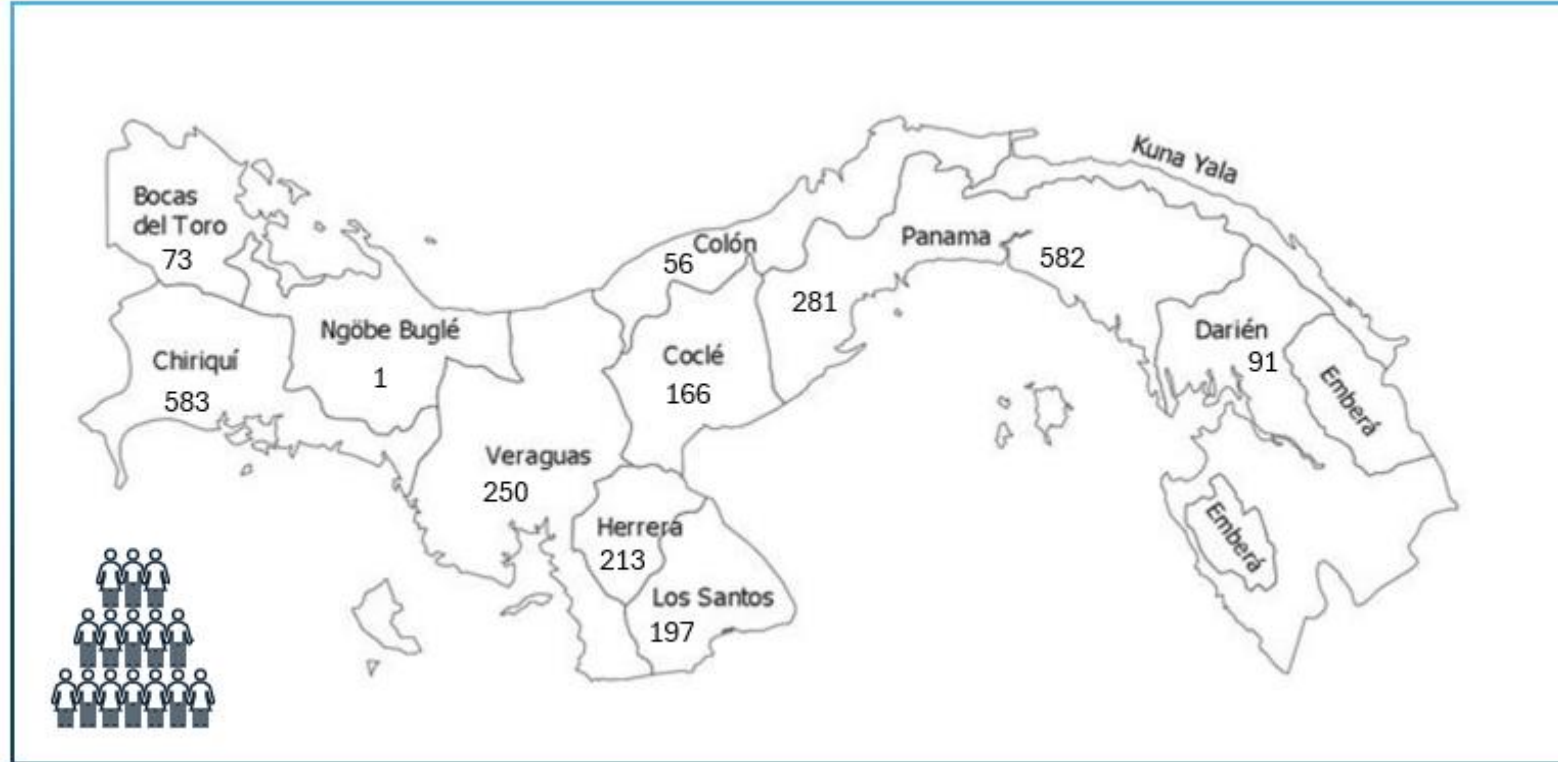 Kuna Yala
Bocas
del Toro
73
Colón
56
Panama
582
281
Ngöbe Buglé
1
Chiriquí
583
Coclé
166
Darién
91
Emberá
Veraguas
250
Herrera
213
Emberá
Los Santos
197